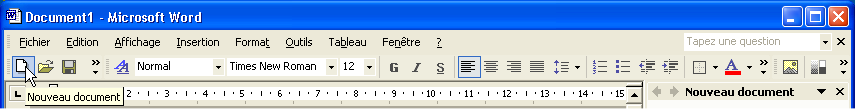 Document1 - Microsoft Word
Fichier Edition Affichage Insertion Format Outils Tableau Fenêtre ? Tapez une question
Normal Times New Roman 12 G I S
Nouveau document 2 3 4 5 6 7 8 9 10 11 12 13 14 15 Nouveau document